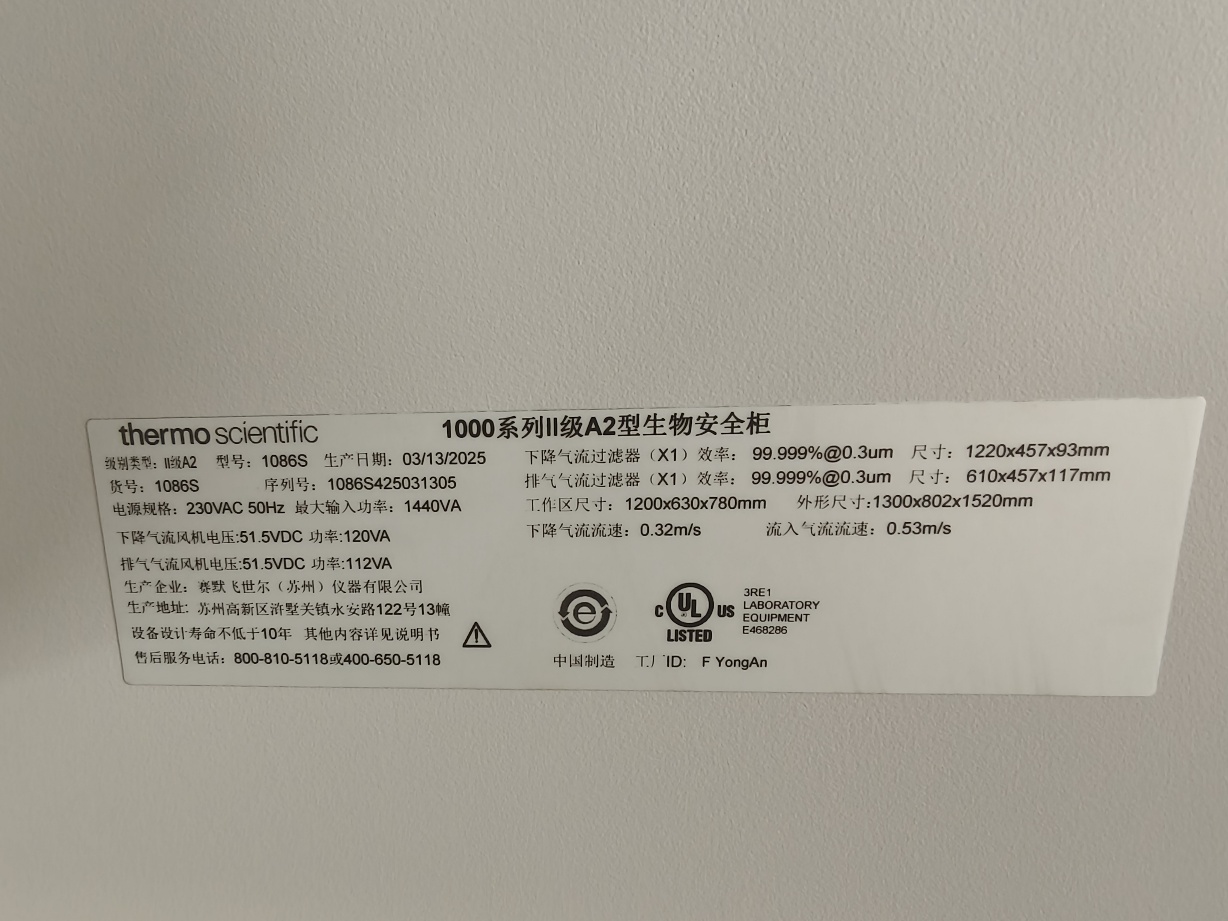 thermo scientific
1000系列II级A2型生物安全柜
级别类型: II级A2 型号: 1086S 生产日期: 03/13/2025
货号: 1086S 序列号: 1086S425031305
电源规格: 230VAC 50Hz 最大输入功率: 1440VA
下降气流风机电压:51.5VDC 功率:120VA
排气气流风机电压:51.5VDC 功率:112VA
生产企业: 赛默飞世尔（苏州）仪器有限公司
生产地址: 苏州高新区浒墅关镇永安路122号13幢
设备设计寿命不低于10年 其他内容详见说明书
售后服务电话: 800-810-5118或400-650-5118
下降气流过滤器（X1）效率: 99.999%@0.3um 尺寸: 1220x457x93mm
排气气流过滤器（X1）效率: 99.999%@0.3um 尺寸: 610x457x117mm
工作区尺寸: 1200x630x780mm 外形尺寸:1300x802x1520mm
下降气流流速: 0.32m/s 流入气流流速: 0.53m/s
e
C UL US
LISTED
3RE1
LABORATORY
EQUIPMENT
E468286
中国制造 工厂ID: F YongAn